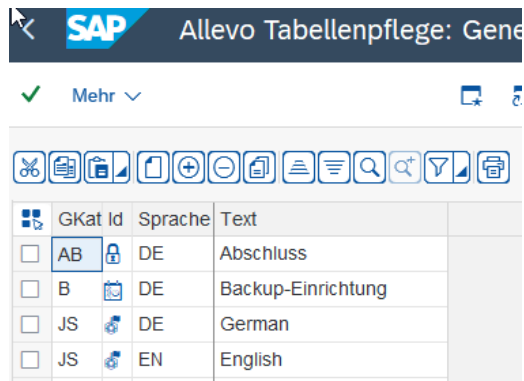 SAP Allevo Tabellenpflege: Gene
Mehr
GKat Id Sprache Text
AB DE Abschluss
B DE Backup-Einrichtung
JS DE German
JS EN English